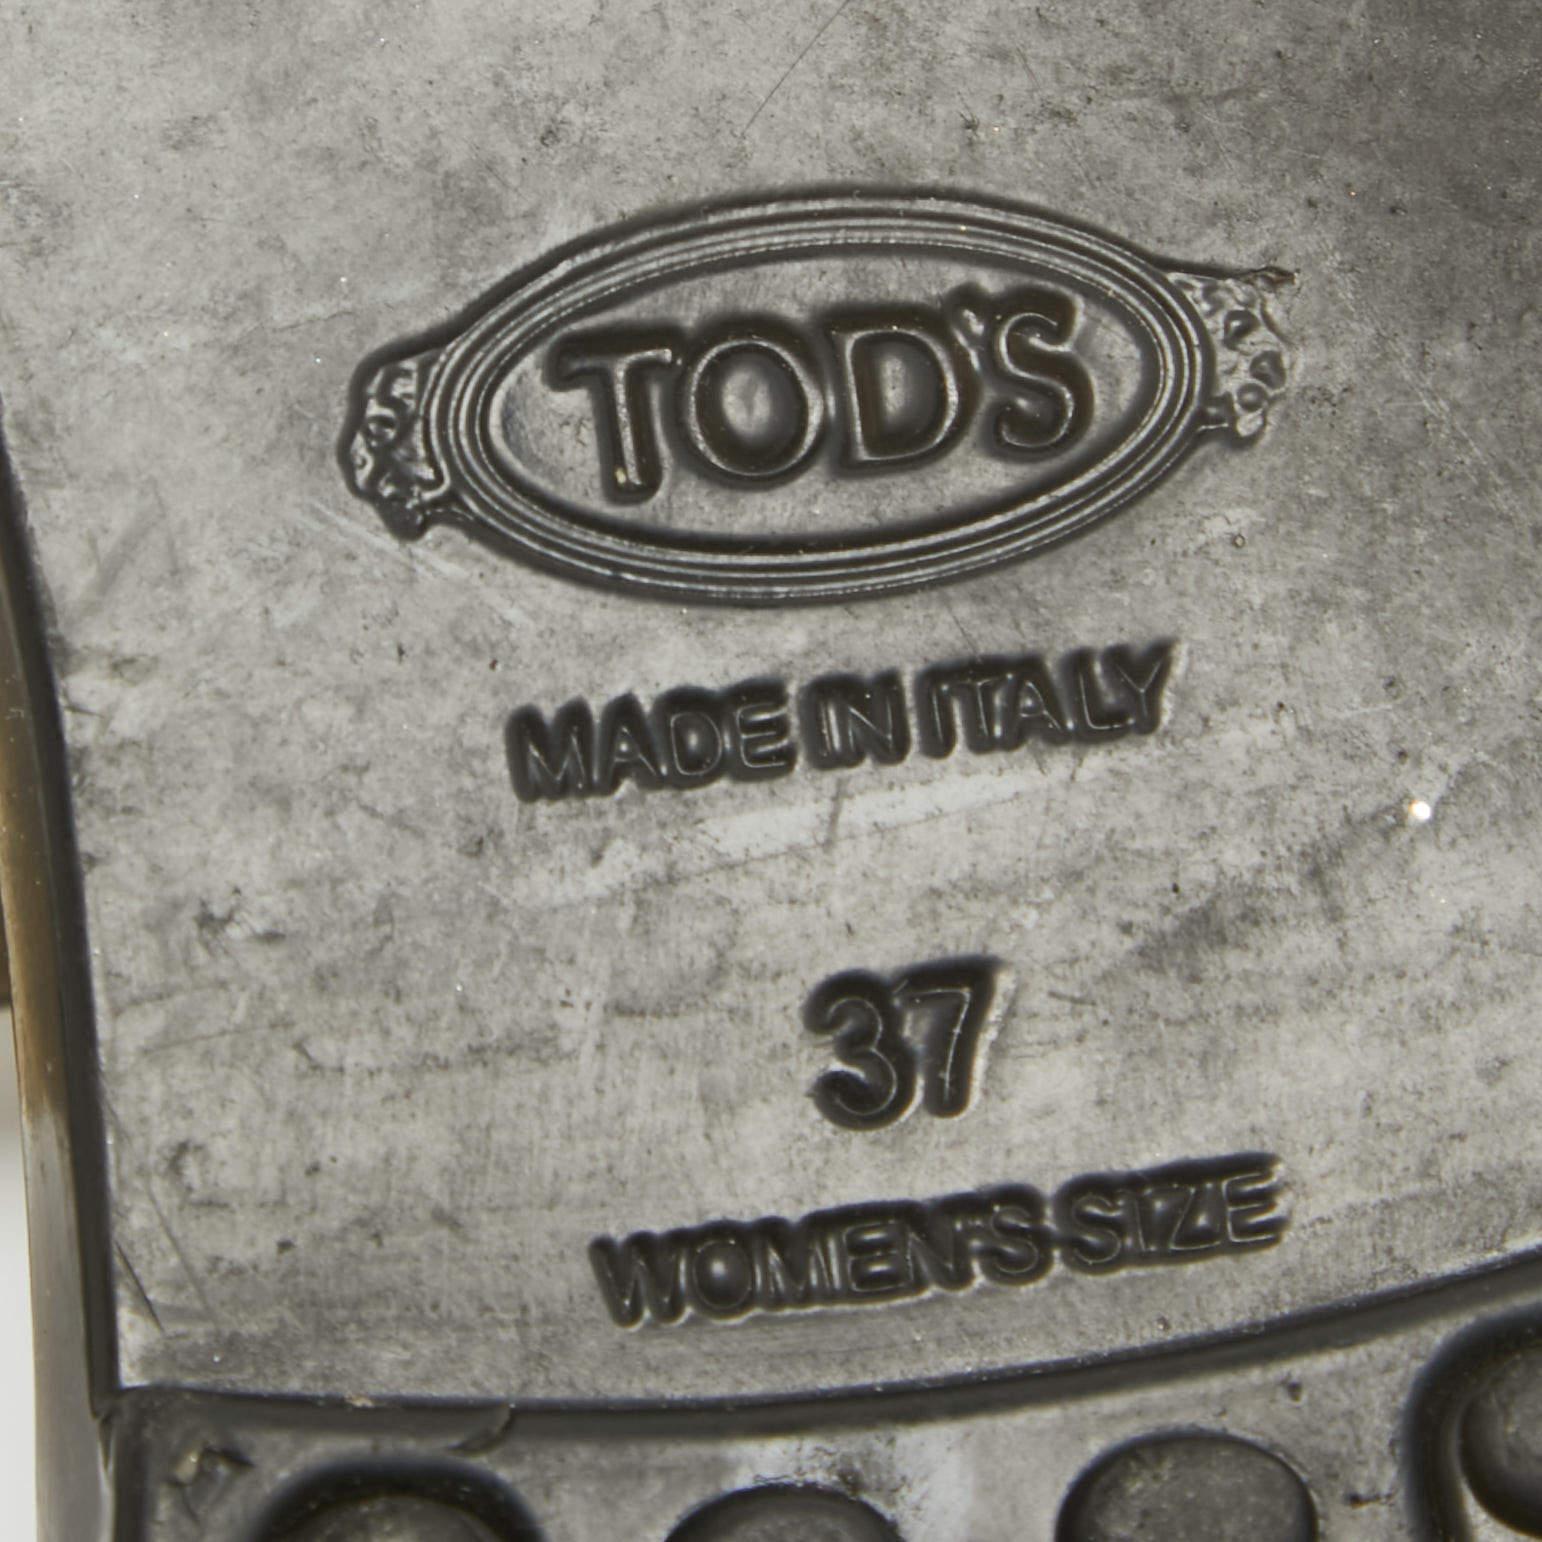 TOD'S
MADE IN ITALY
37
WOMEN'S SIZE